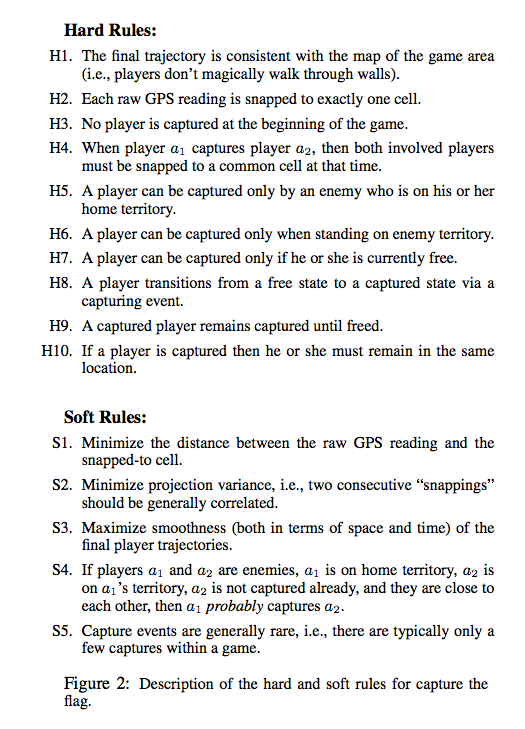 Hard Rules:
H1. The final trajectory is consistent with the map of the game area
(i.e., players don't magically walk through walls).
H2. Each raw GPS reading is snapped to exactly one cell.
H3. No player is captured at the beginning of the game.
H4. When player a1 captures player a2, then both involved players
must be snapped to a common cell at that time.
H5. A player can be captured only by an enemy who is on his or her
home territory.
H6. A player can be captured only when standing on enemy territory.
H7. A player can be captured only if he or she is currently free.
H8. A player transitions from a free state to a captured state via a
capturing event.
H9. A captured player remains captured until freed.
H10. If a player is captured then he or she must remain in the same
location.
Soft Rules:
S1. Minimize the distance between the raw GPS reading and the
snapped-to cell.
S2. Minimize projection variance, i.e., two consecutive “snappings”
should be generally correlated.
S3. Maximize smoothness (both in terms of space and time) of the
final player trajectories.
S4. If players a1 and a2 are enemies, a1 is on home territory, a2 is
on a1's territory, a2 is not captured already, and they are close to
each other, then a1 probably captures a2.
S5. Capture events are generally rare, i.e., there are typically only a
few captures within a game.
Figure 2: Description of the hard and soft rules for capture the
flag.